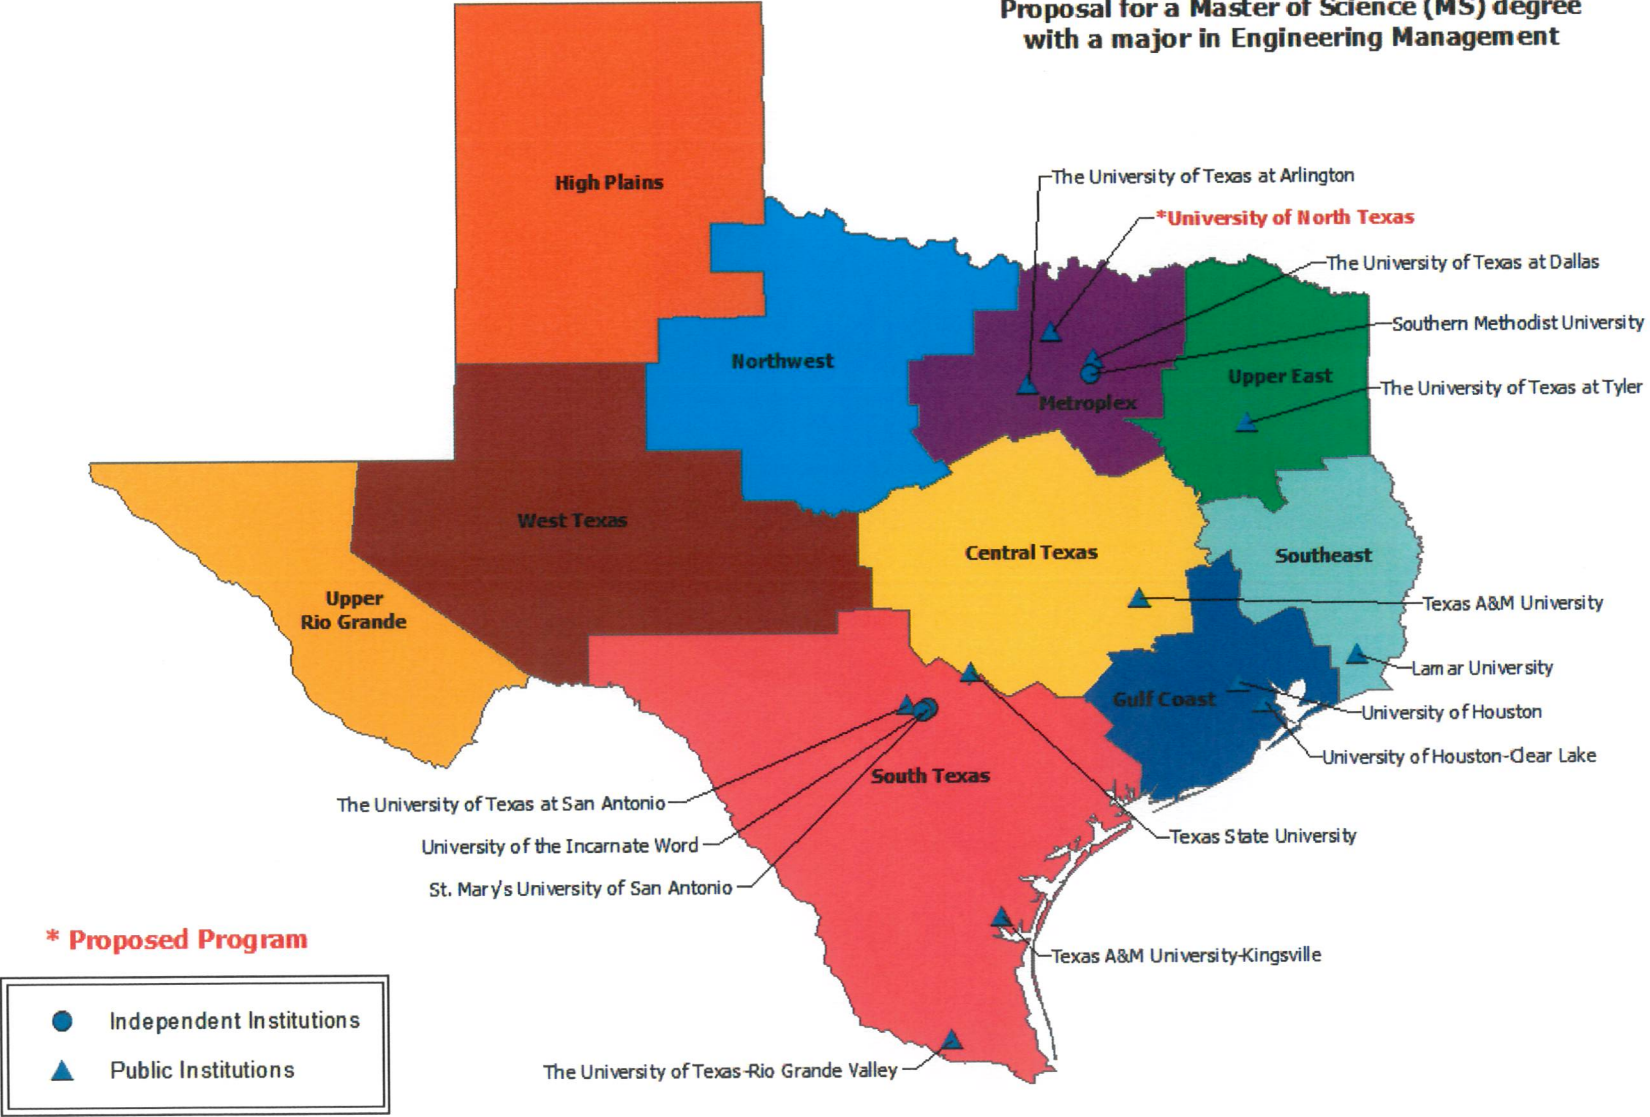 Proposal for a Master of Science (MS) degree
with a major in Engineering Management
High Plains
The University of Texas at Arlington
*University of North Texas
The University of Texas at Dallas
Southern Methodist University
Northwest
Upper East
The University of Texas at Tyler
Metroplex
West Texas
Central Texas
Southeast
Upper
Rio Grande
Texas A&M University
Lamar University
Gulf Coast
University of Houston
University of Houston-Clear Lake
South Texas
The University of Texas at San Antonio
Texas State University
University of the Incarnate Word
St. Mary's University of San Antonio
* Proposed Program
Texas A&M University-Kingsville
Independent Institutions
Public Institutions
The University of Texas-Rio Grande Valley